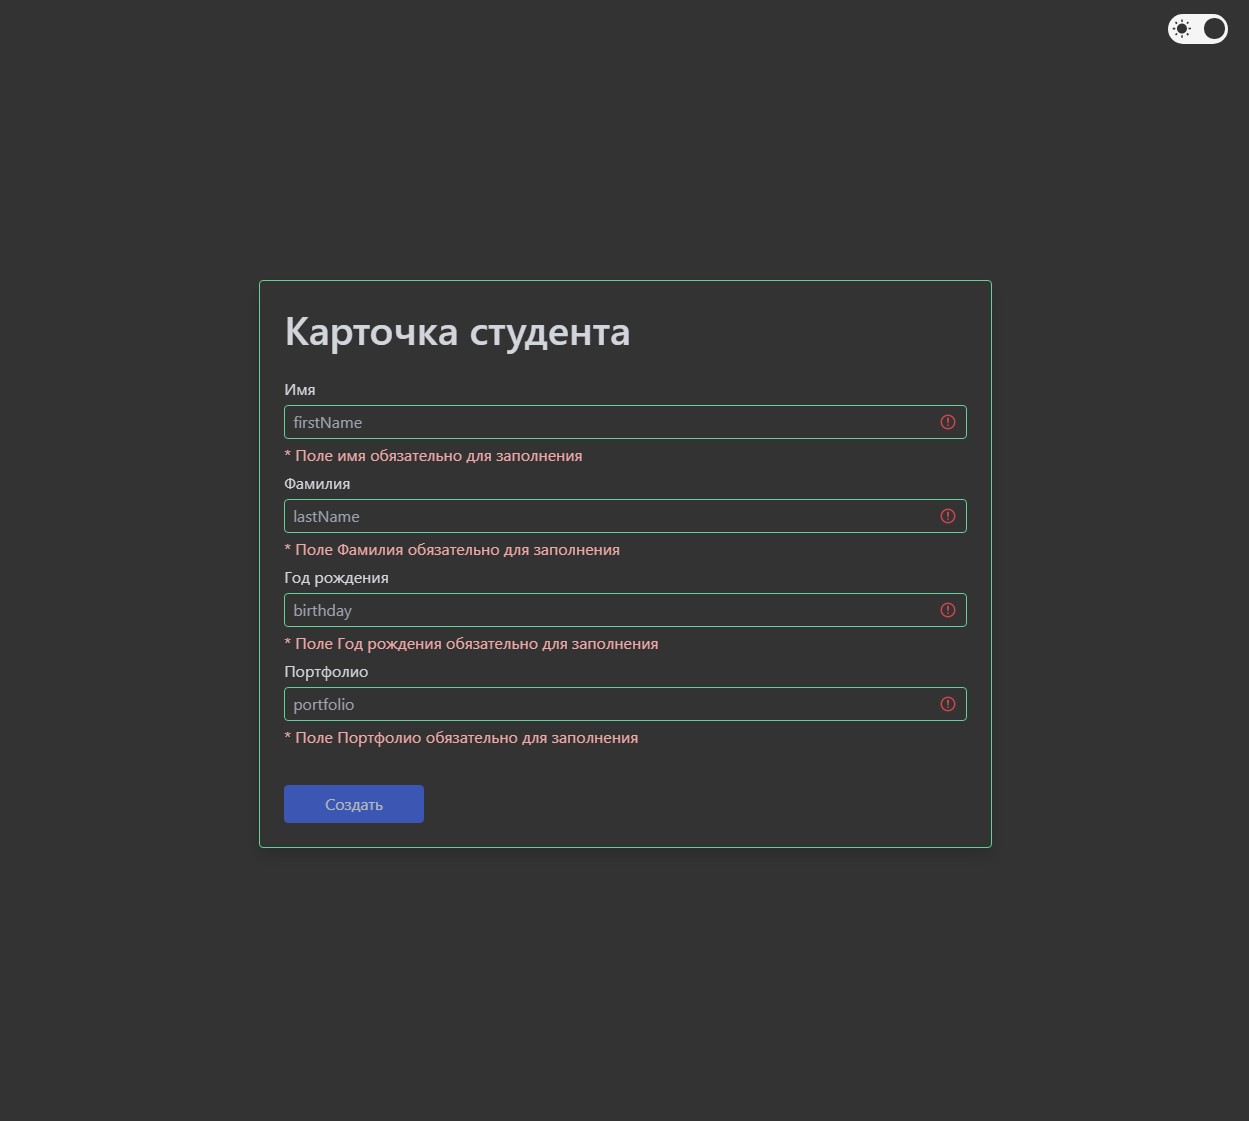 Карточка студента
Имя
firstName
* Поле имя обязательно для заполнения
Фамилия
lastName
* Поле Фамилия обязательно для заполнения
Год рождения
birthday
* Поле Год рождения обязательно для заполнения
Портфолио
portfolio
* Поле Портфолио обязательно для заполнения
Создать